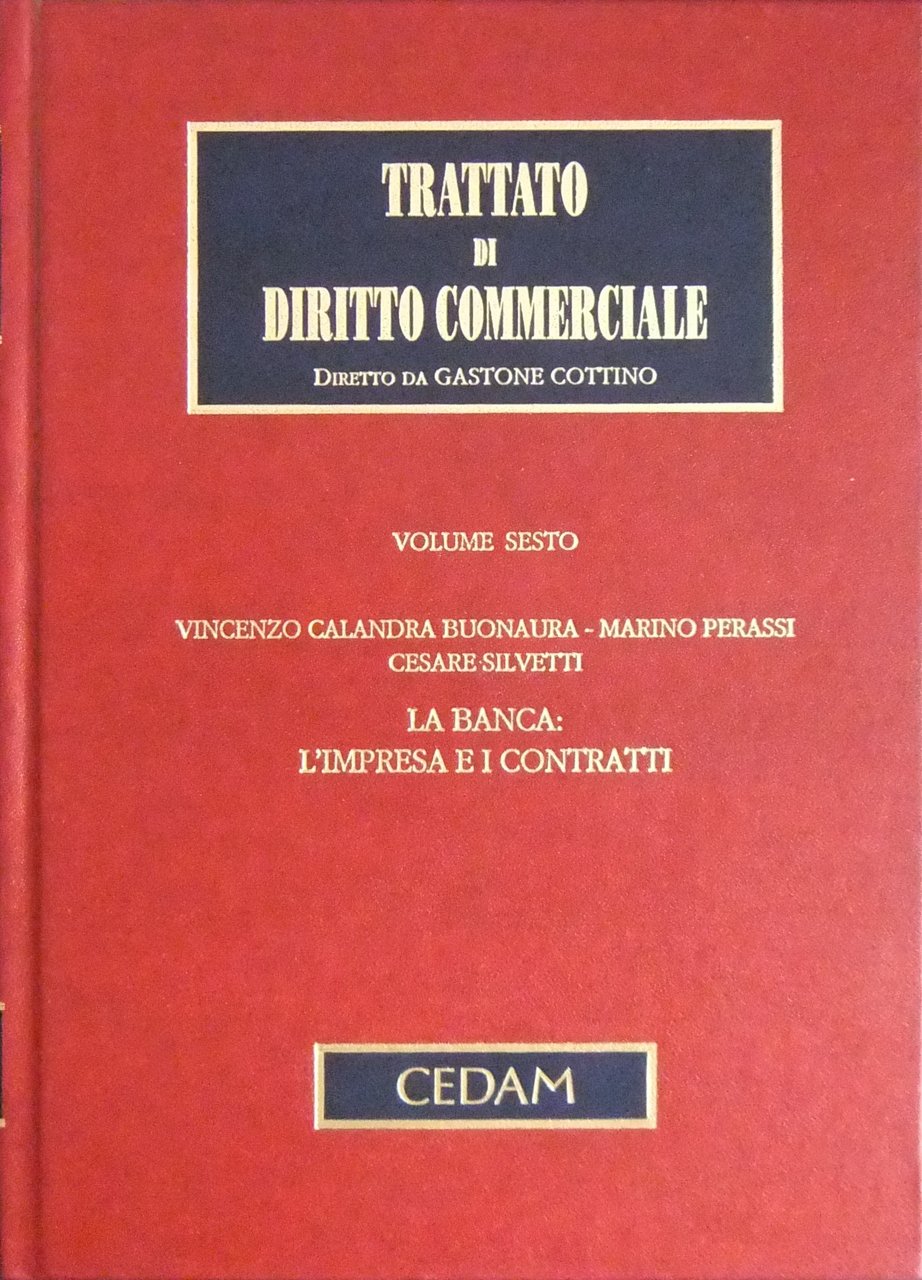 TRATTATO
DI
DIRITTO COMMERCIALE
DIRETTO DA GASTONE COTTINO
VOLUME SESTO
VINCENZO CALANDRA BUONAURA - MARINO PERASSI
CESARE SILVETTI
LA BANCA:
L'IMPRESA E I CONTRATTI
CEDAM